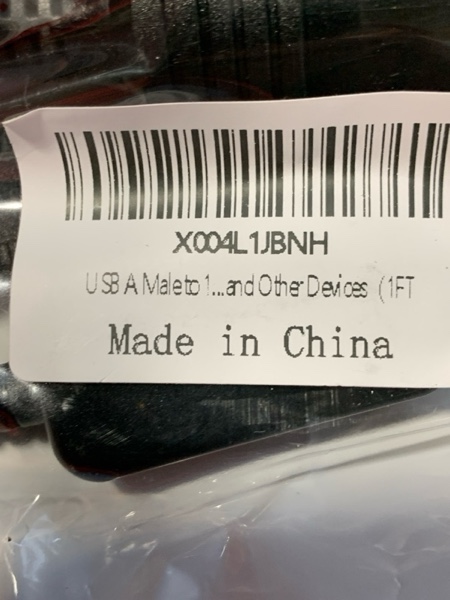 X004L1JBNH
USB A Male to 1...and Other Devices (1FT
Made in China